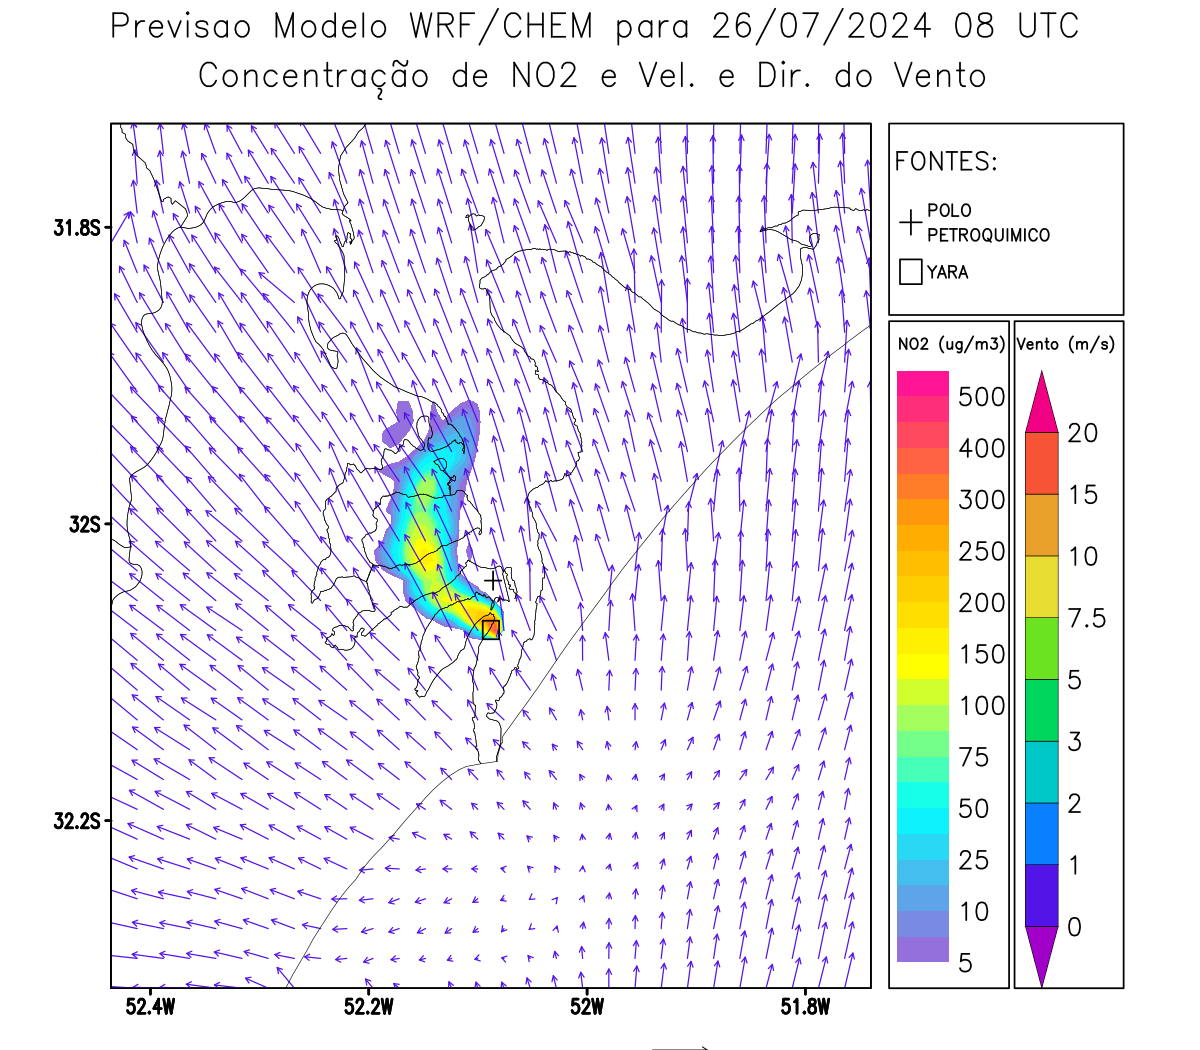 Previsao Modelo WRF/CHEM para 26/07/2024 08 UTC
Concentração de NO2 e Vel. e Dir. do Vento
FONTES:
POLO
PETROQUIMICO
YARA
NO2 (ug/m3)
500
400
300
250
200
150
100
75
50
25
10
5
Vento (m/s)
20
15
10
7.5
5
3
2
1
0
31.8S
32S
32.2S
52.4W
52.2W
52W
51.8W